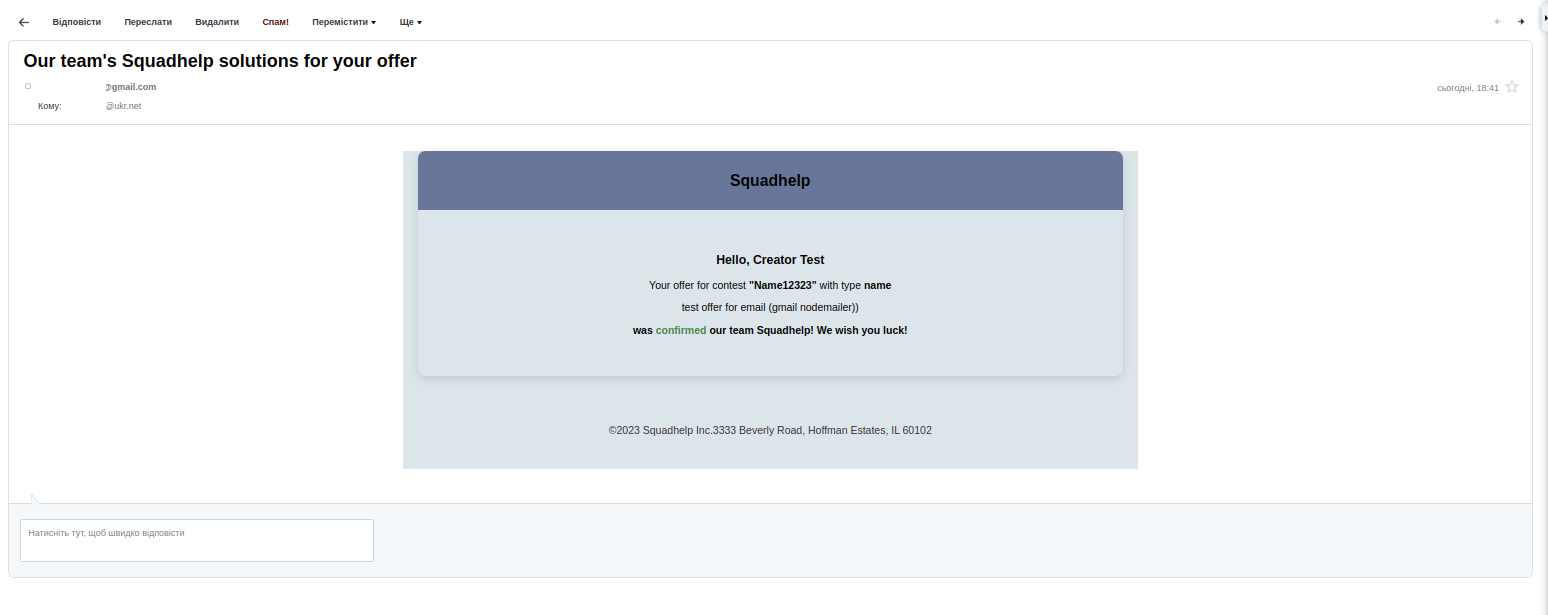 Відповісти Переслати Видалити Спам! Перемістити Ще
Our team's Squadhelp solutions for your offer
@gmail.com сьогодні, 18:41
Кому: @ukr.net
Squadhelp
Hello, Creator Test
Your offer for contest "Name12323" with type name
test offer for email (gmail nodemailer))
was confirmed our team Squadhelp! We wish you luck!
©2023 Squadhelp Inc.3333 Beverly Road, Hoffman Estates, IL 60102
Натисніть тут, щоб швидко відповісти